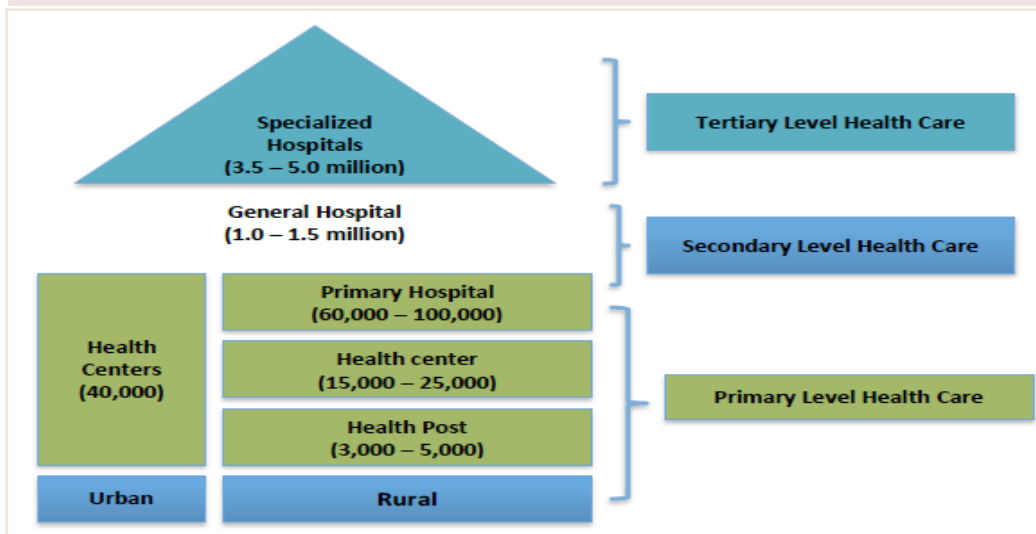 Specialized
Hospitals
(3.5 – 5.0 million)
Tertiary Level Health Care
General Hospital
(1.0 – 1.5 million)
Secondary Level Health Care
Health
Centers
(40,000)
Primary Hospital
(60,000 – 100,000)
Health center
(15,000 – 25,000)
Health Post
(3,000 – 5,000)
Primary Level Health Care
Urban
Rural